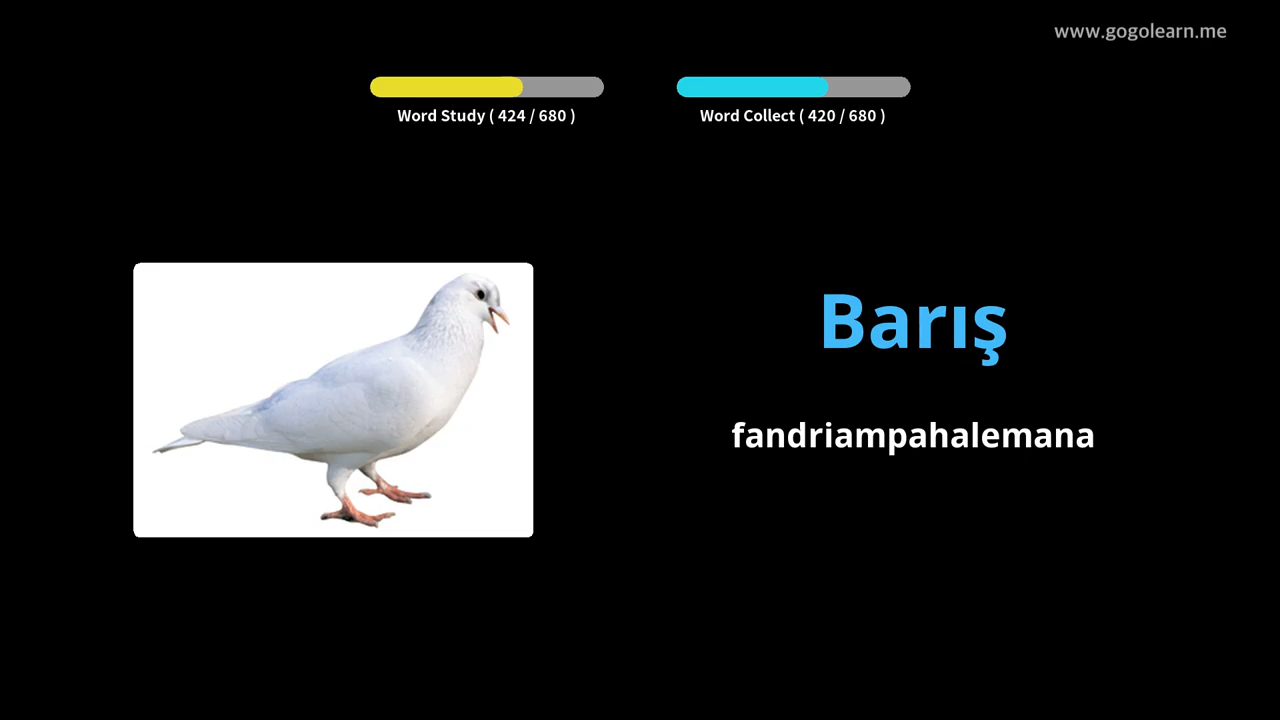 www.gogolearn.me
Word Study ( 424 / 680 )
Word Collect ( 420 / 680 )
Barış
fandriampahalemana